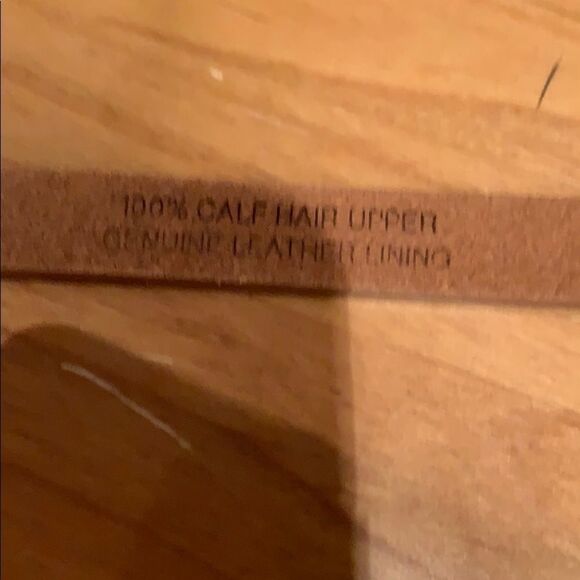 100% CALF HAIR UPPER
GENUINE LEATHER LINING